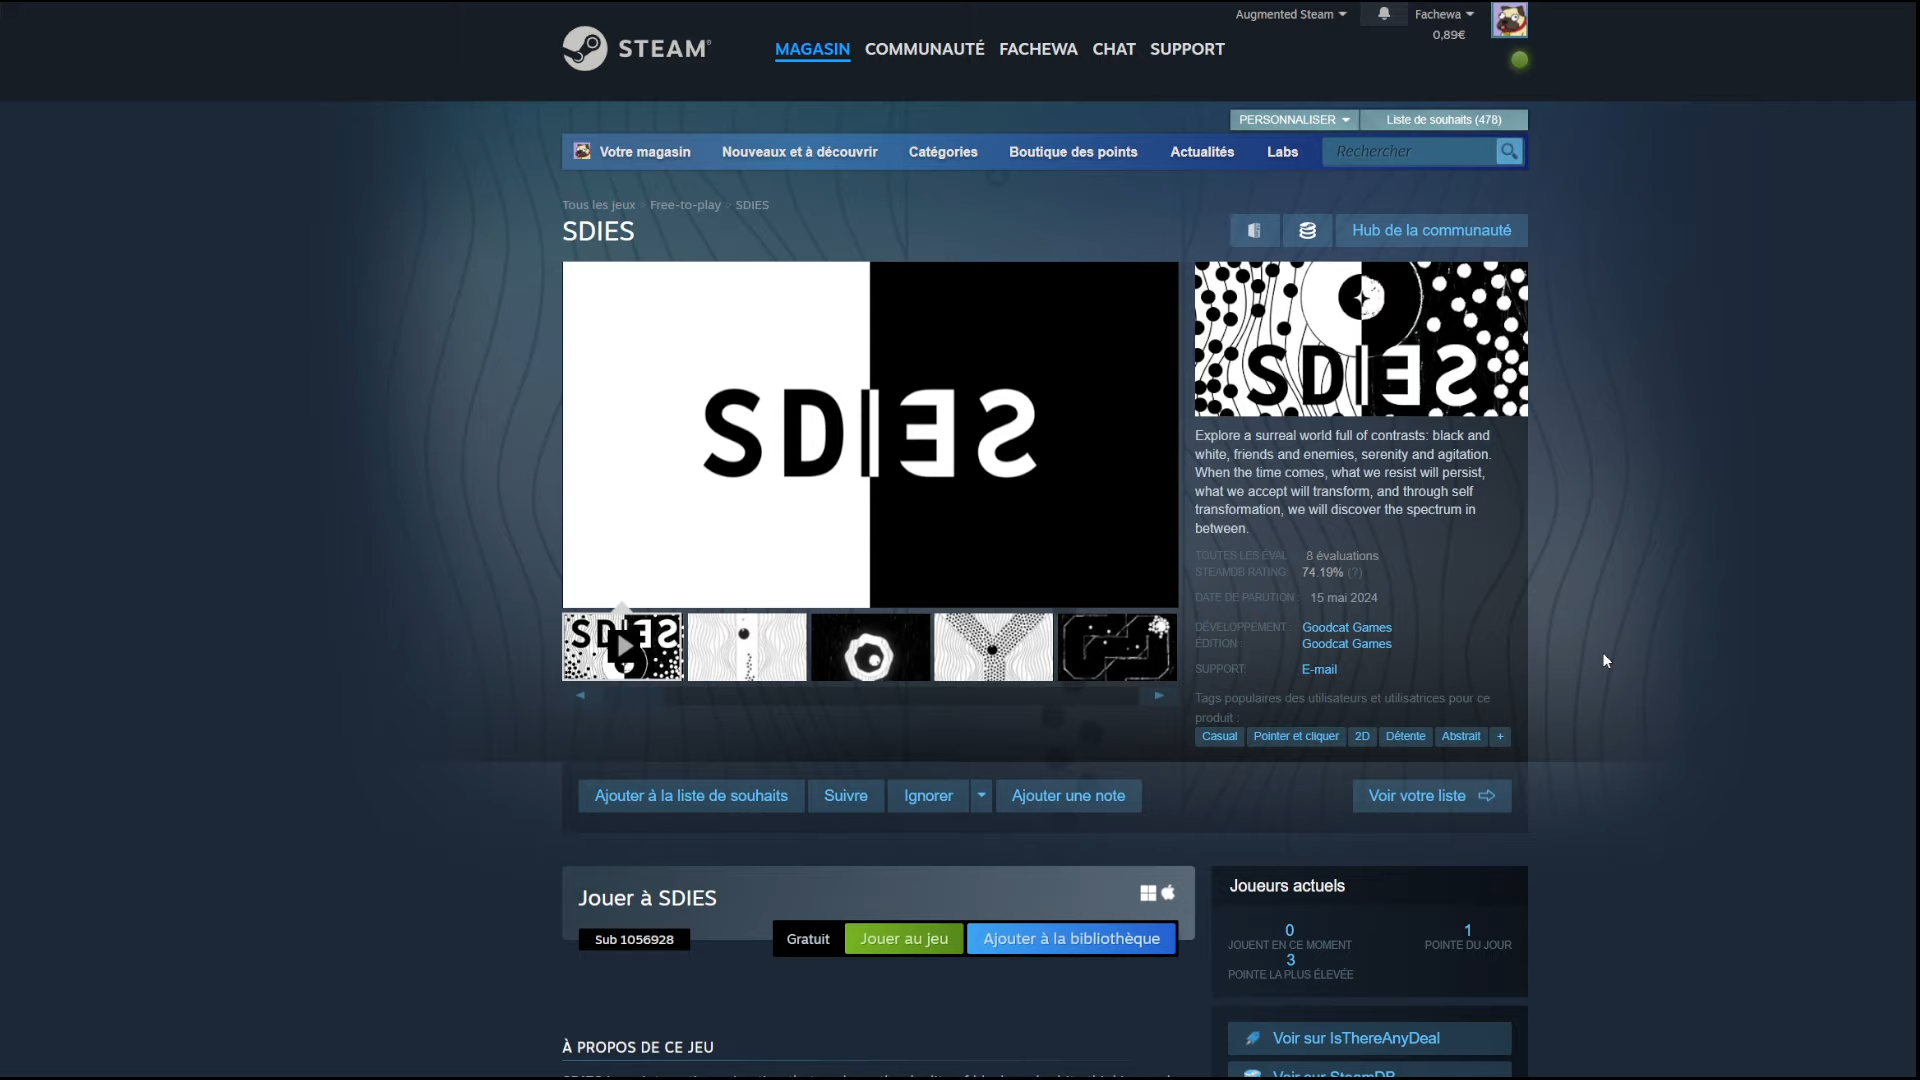 Augmented Steam
Fachewa
0,89€
STEAM
MAGASIN COMMUNAUTÉ FACHEWA CHAT SUPPORT
PERSONNALISER
Liste de souhaits (478)
Votre magasin
Nouveaux et à découvrir
Catégories
Boutique des points
Actualités
Labs
Rechercher
Tous les jeux > Free-to-play > SDIES
SDIES
Hub de la communauté
SDIES
SDIES
Explore a surreal world full of contrasts: black and
white, friends and enemies, serenity and agitation.
When the time comes, what we resist will persist,
what we accept will transform, and through self
transformation, we will discover the spectrum in
between.
TOUTES LES ÉVAL. 8 évaluations
STEAMDB RATING: 74.19% (?)
DATE DE PARUTION : 15 mai 2024
DÉVELOPPEMENT Goodcat Games
ÉDITION : Goodcat Games
SUPPORT: E-mail
Tags populaires des utilisateurs et utilisatrices pour ce
produit :
Casual Pointer et cliquer 2D Détente Abstrait +
SDIES
Ajouter à la liste de souhaits
Suivre
Ignorer
Ajouter une note
Voir votre liste
Jouer à SDIES
Sub 1056928
Gratuit
Jouer au jeu
Ajouter à la bibliothèque
Joueurs actuels
0
JOUENT EN CE MOMENT
1
POINTE DU JOUR
3
POINTE LA PLUS ÉLEVÉE
Voir sur IsThereAnyDeal
Voir sur SteamDB
À PROPOS DE CE JEU